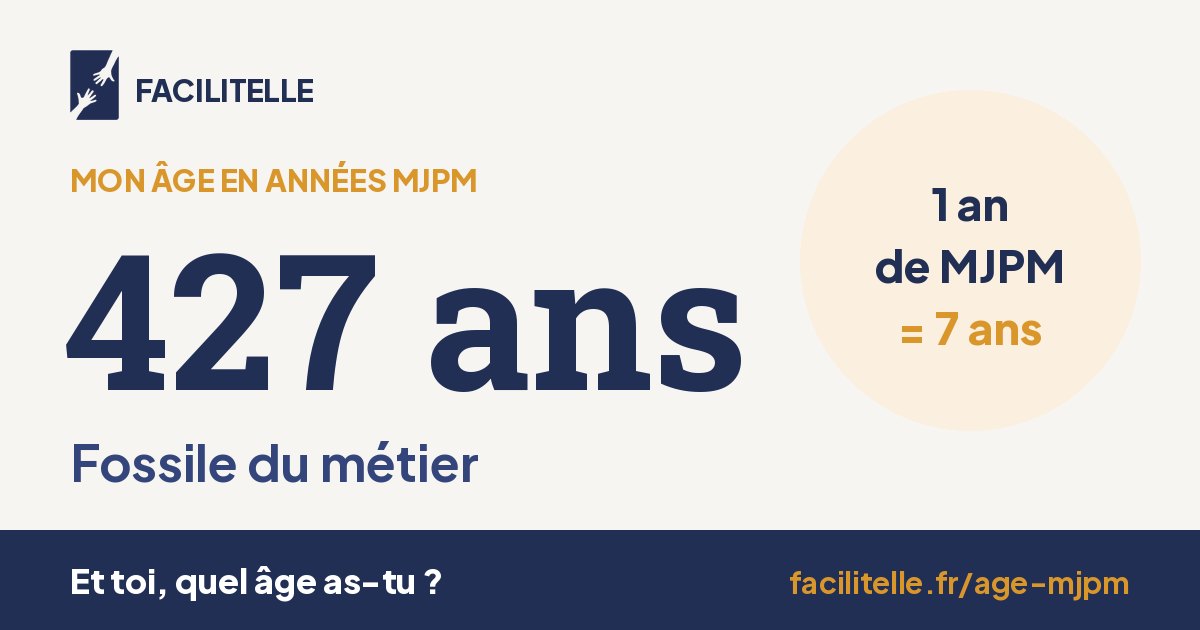 FACILITELLE
MON ÂGE EN ANNÉES MJPM
427 ans
Fossile du métier
1 an
de MJPM
= 7 ans
Et toi, quel âge as-tu ?
facilitelle.fr/age-mjpm